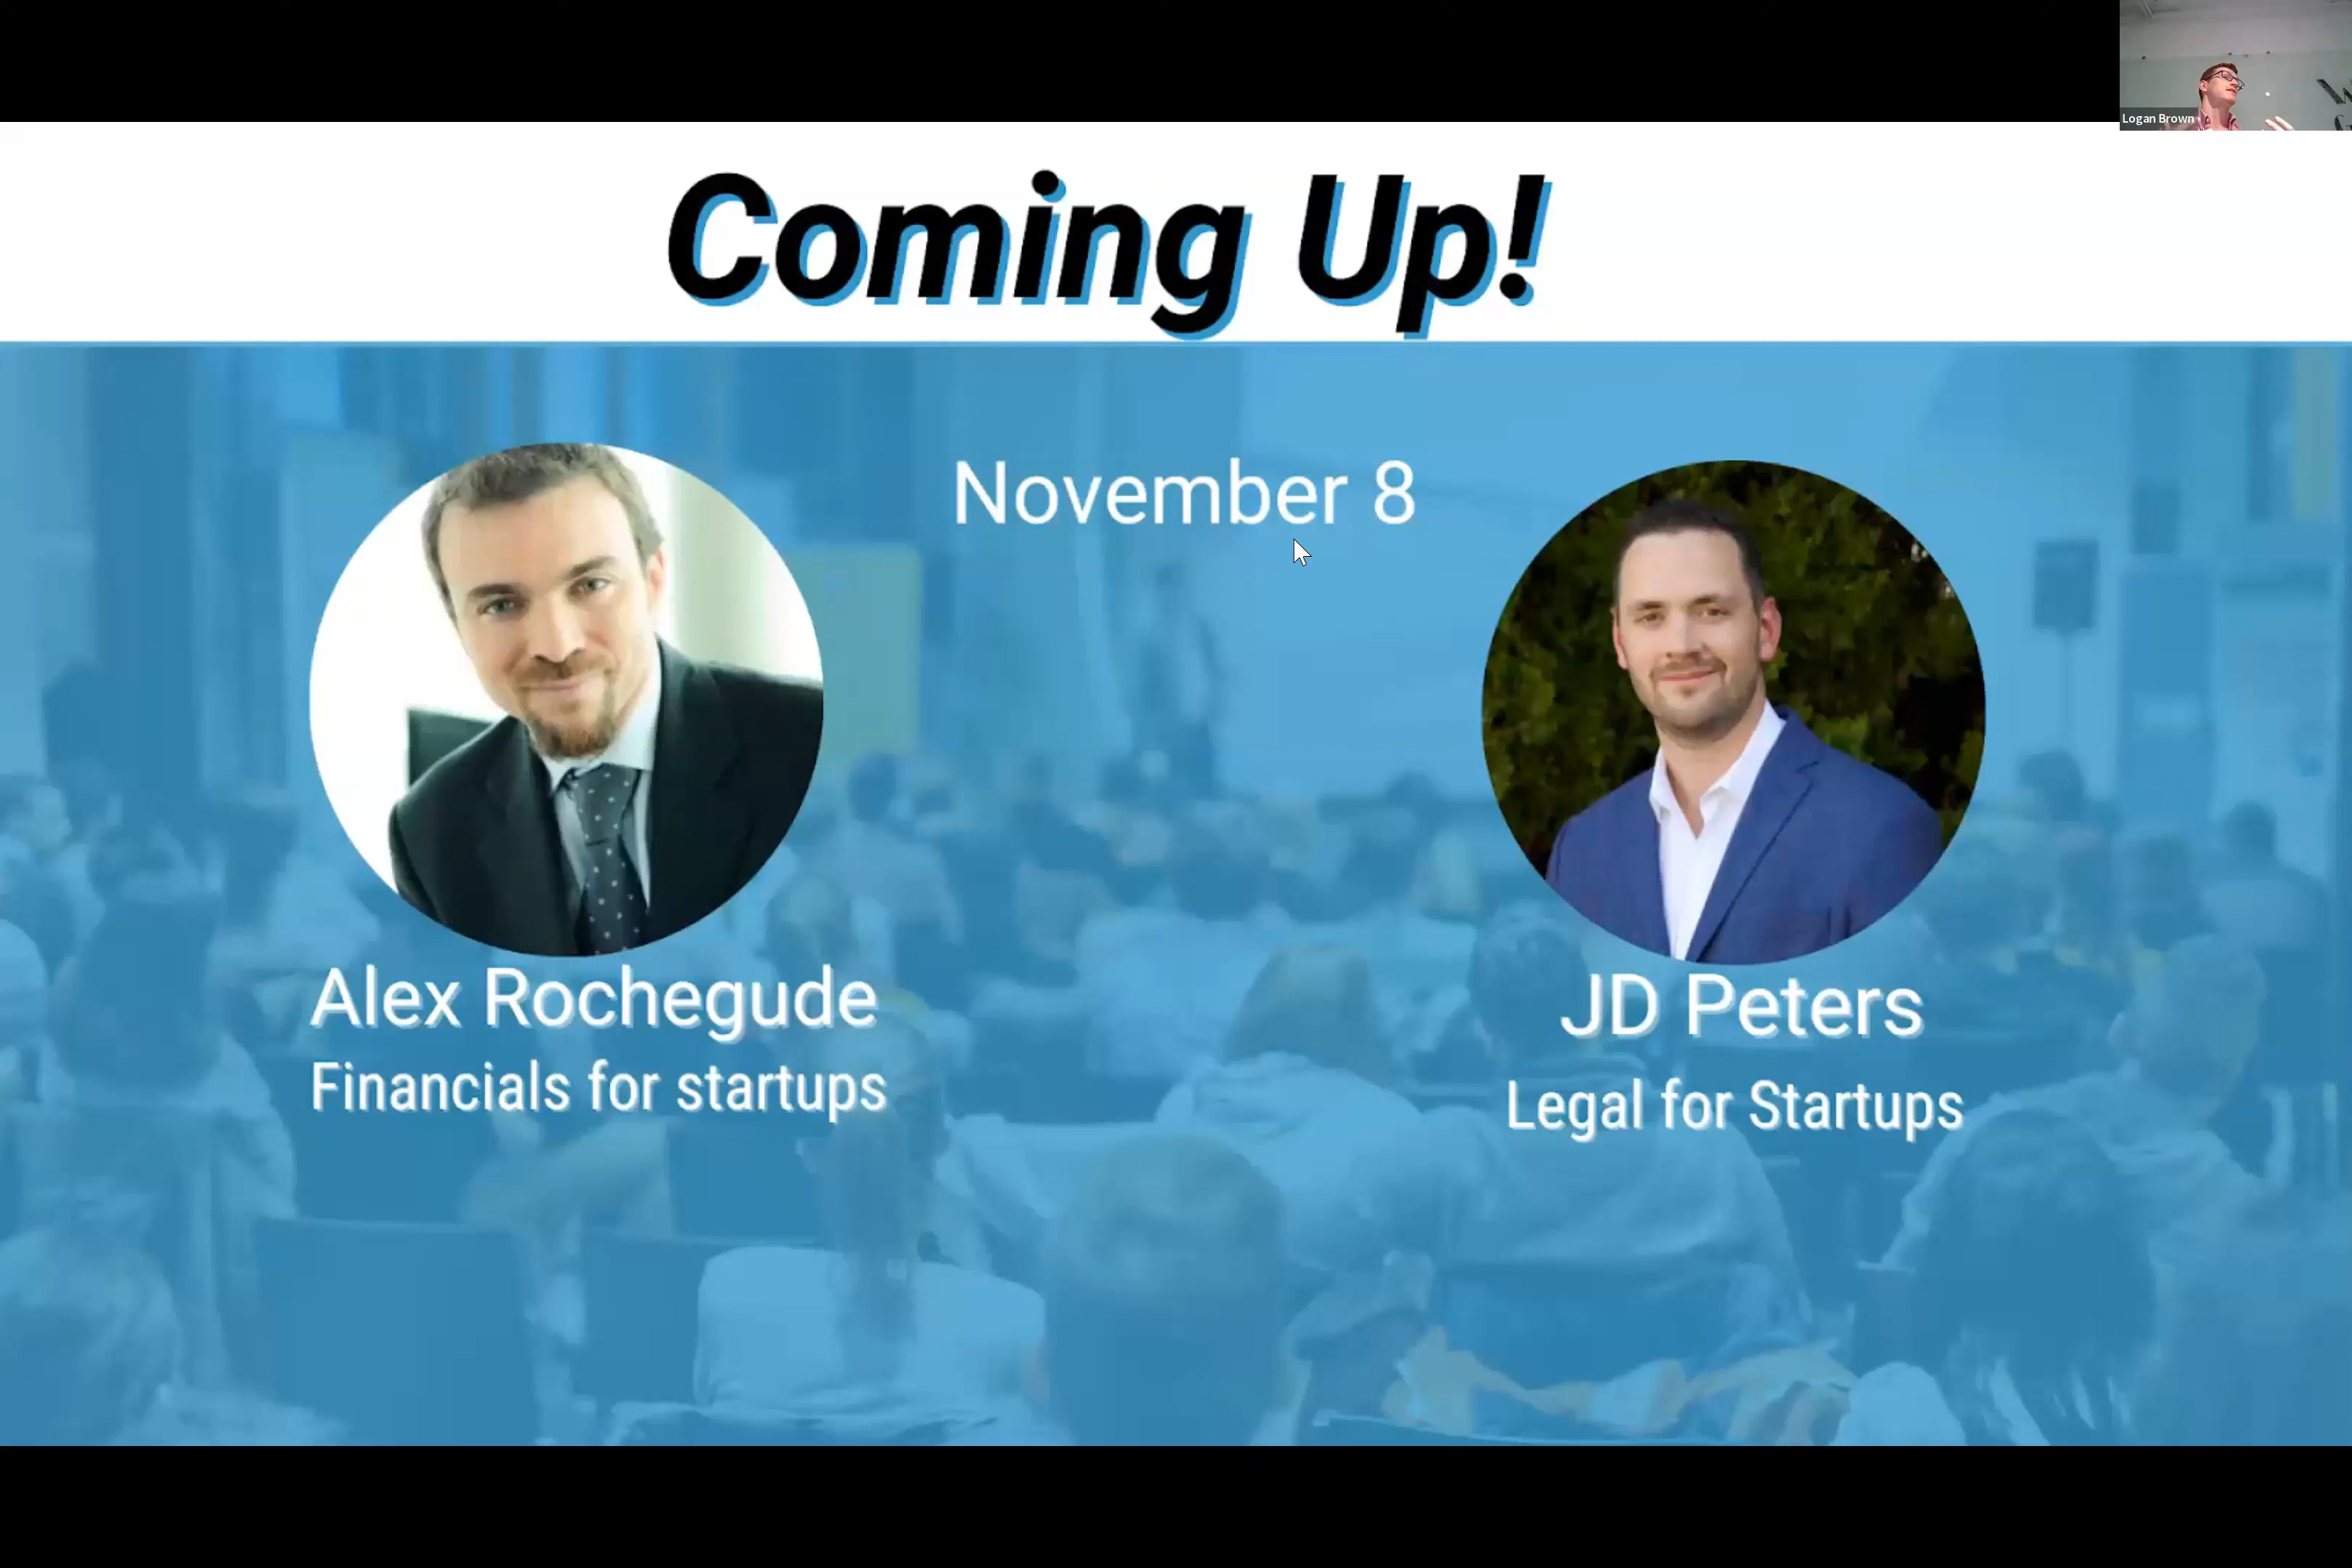 Logan Brown
Coming Up!
November 8
Alex Rochegude
Financials for startups
JD Peters
Legal for Startups